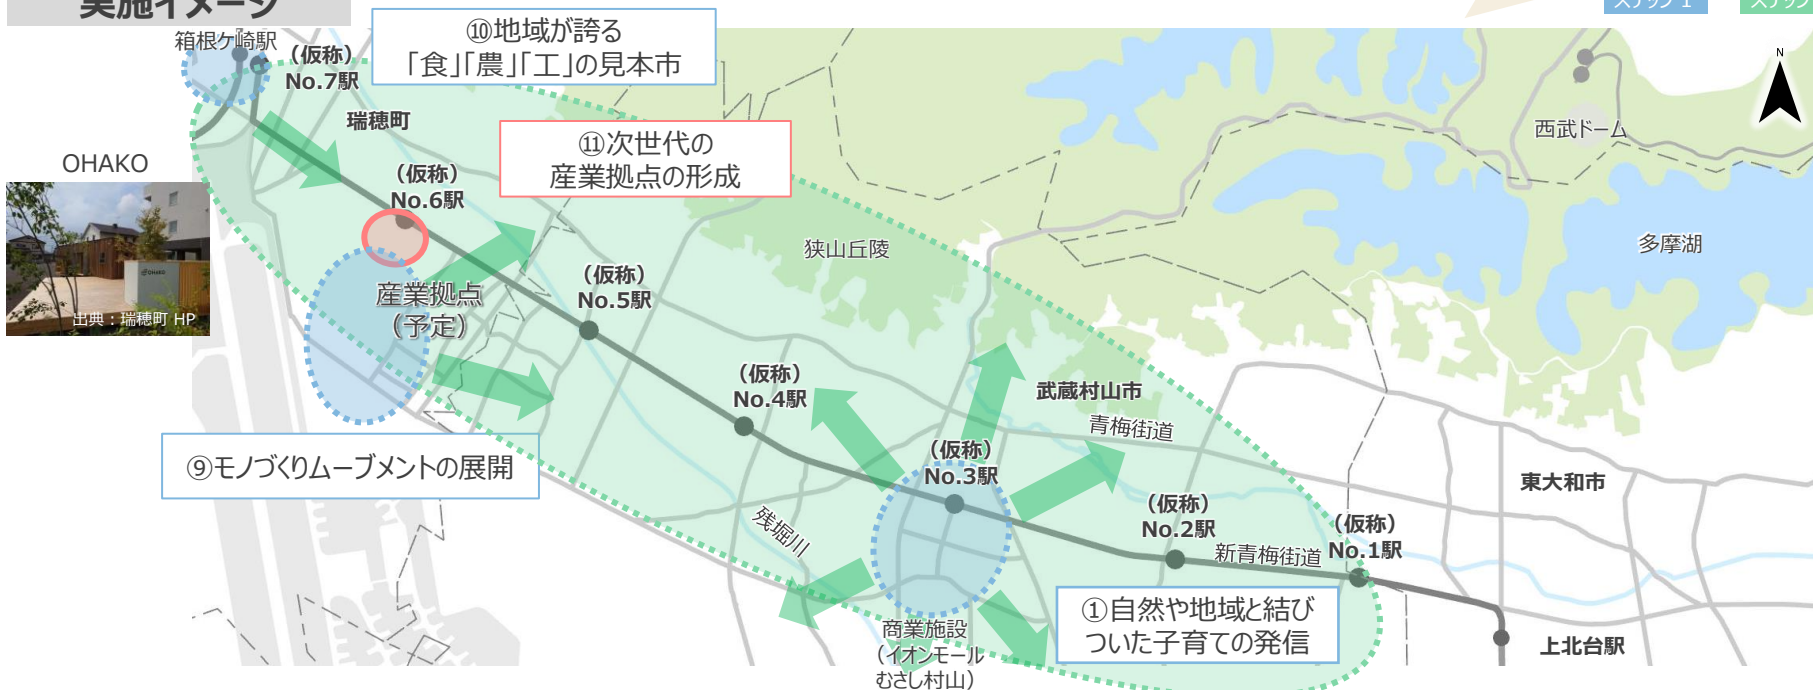 実施イメージ
ステップ 1
ステップ
箱根ケ崎駅
（仮称）
No.7駅
⑩地域が誇る
「食」「農」「工」の見本市
N
瑞穂町
⑪次世代の
産業拠点の形成
西武ドーム
OHAKO
（仮称）
No.6駅
狭山丘陵
多摩湖
出典：瑞穂町 HP
産業拠点
（予定）
（仮称）
No.5駅
（仮称）
No.4駅
武蔵村山市
青梅街道
⑨モノづくりムーブメントの展開
（仮称）
No.3駅
東大和市
残堀川
（仮称）
No.2駅
新青梅街道
（仮称）
No.1駅
①自然や地域と結び
ついた子育ての発信
商業施設
（イオンモール
むさし村山）
上北台駅